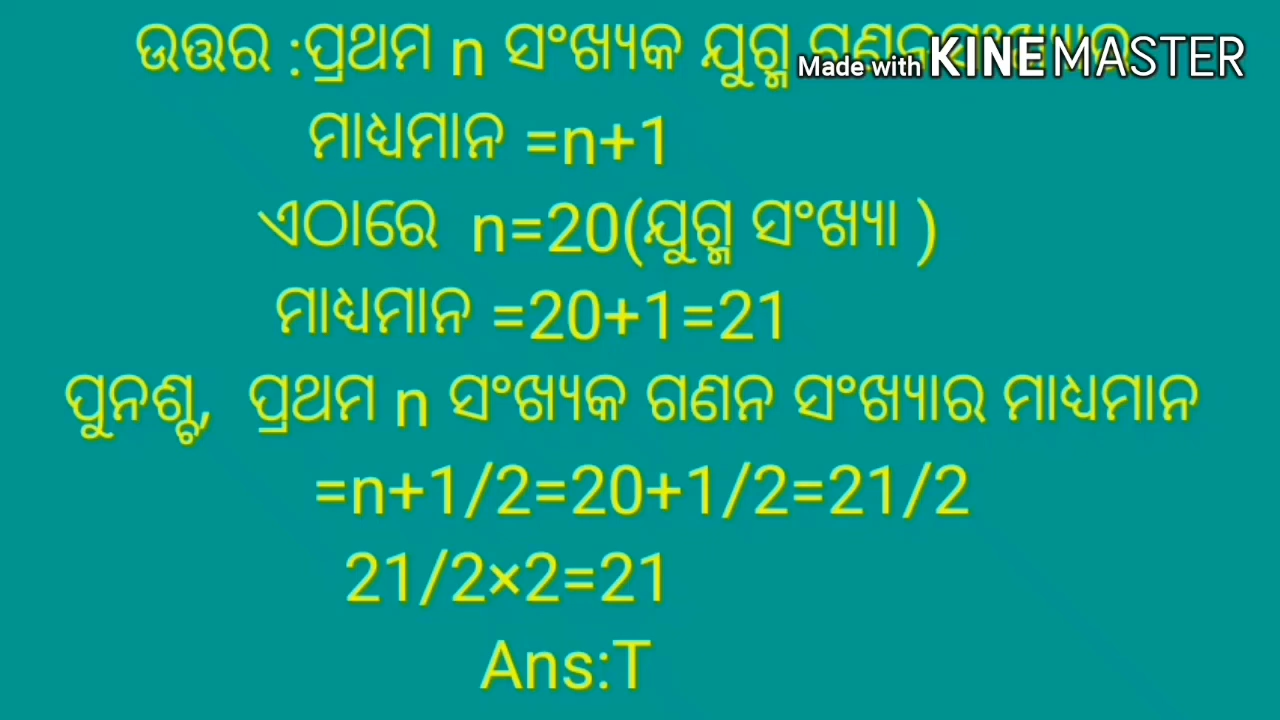 ଉତ୍ତର :ପ୍ରଥମ n ସଂଖ୍ୟକ ଯୁଗ୍ମ
Made with KINEMASTER
ମାଧ୍ୟମାନ =n+1
ଏଠାରେ n=20(ଯୁଗ୍ମ ସଂଖ୍ୟା )
ମାଧ୍ୟମାନ =20+1=21
ପୁନଶ୍ଚ, ପ୍ରଥମ n ସଂଖ୍ୟକ ଗଣନ ସଂଖ୍ୟାର ମାଧ୍ୟମାନ
=n+1/2=20+1/2=21/2
21/2×2=21
Ans:T